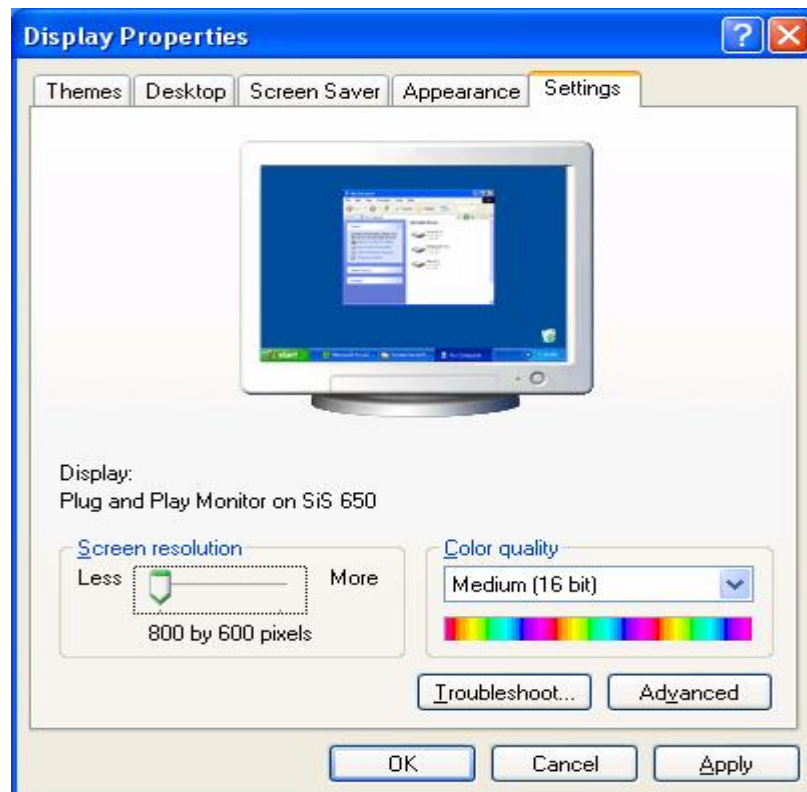 Display Properties
Themes Desktop Screen Saver Appearance Settings
start
Display:
Plug and Play Monitor on SiS 650
Screen resolution
Less More
800 by 600 pixels
Color quality
Medium (16 bit)
Troubleshoot... Advanced
OK Cancel Apply